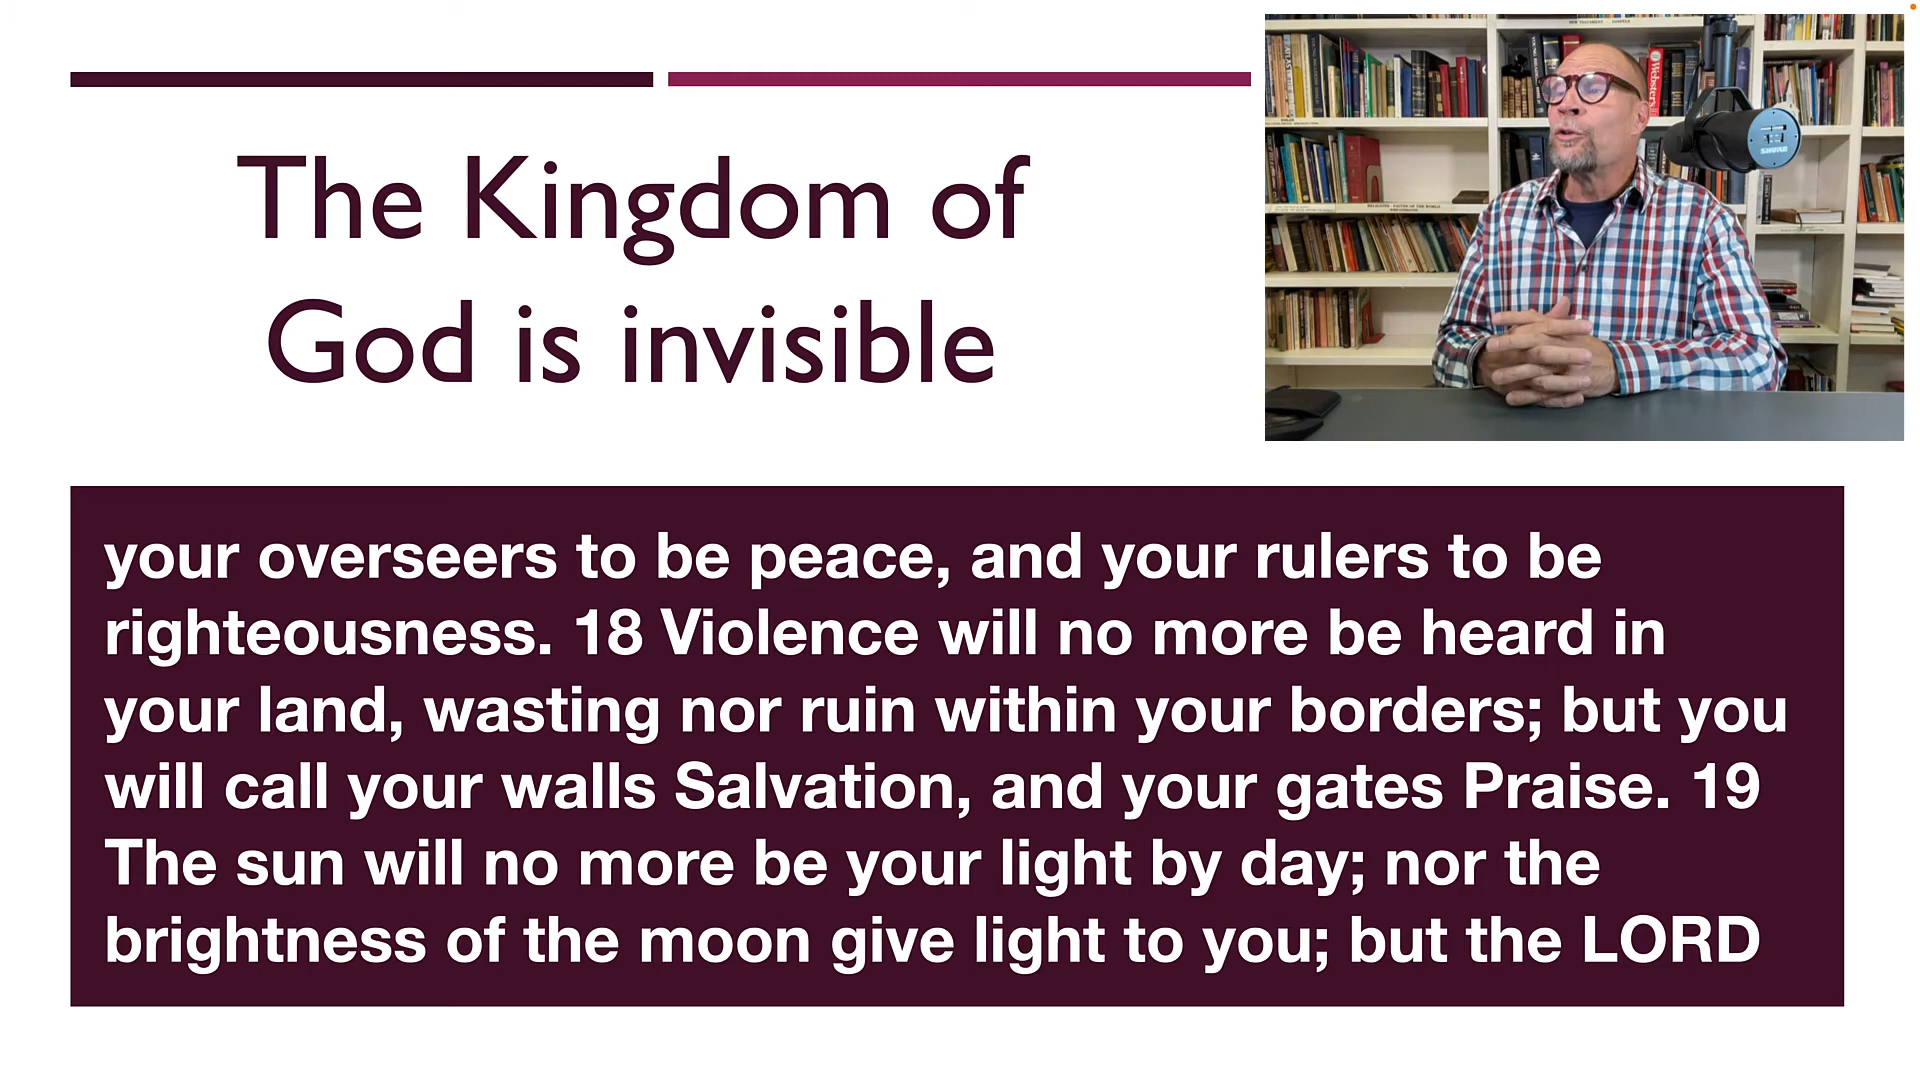 The Kingdom of
God is invisible
your overseers to be peace, and your rulers to be
righteousness. 18 Violence will no more be heard in
your land, wasting nor ruin within your borders; but you
will call your walls Salvation, and your gates Praise. 19
The sun will no more be your light by day; nor the
brightness of the moon give light to you; but the LORD
SHURE
Webster's
ATLAS